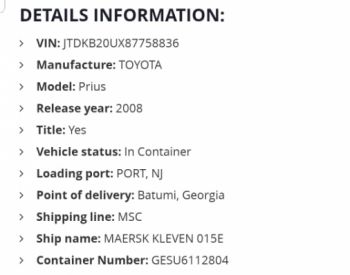 DETAILS INFORMATION:
VIN: JTDKB20UX87758836
Manufacture: TOYOTA
Model: Prius
Release year: 2008
Title: Yes
Vehicle status: In Container
Loading port: PORT, NJ
Point of delivery: Batumi, Georgia
Shipping line: MSC
Ship name: MAERSK KLEVEN 015E
Container Number: GESU6112804